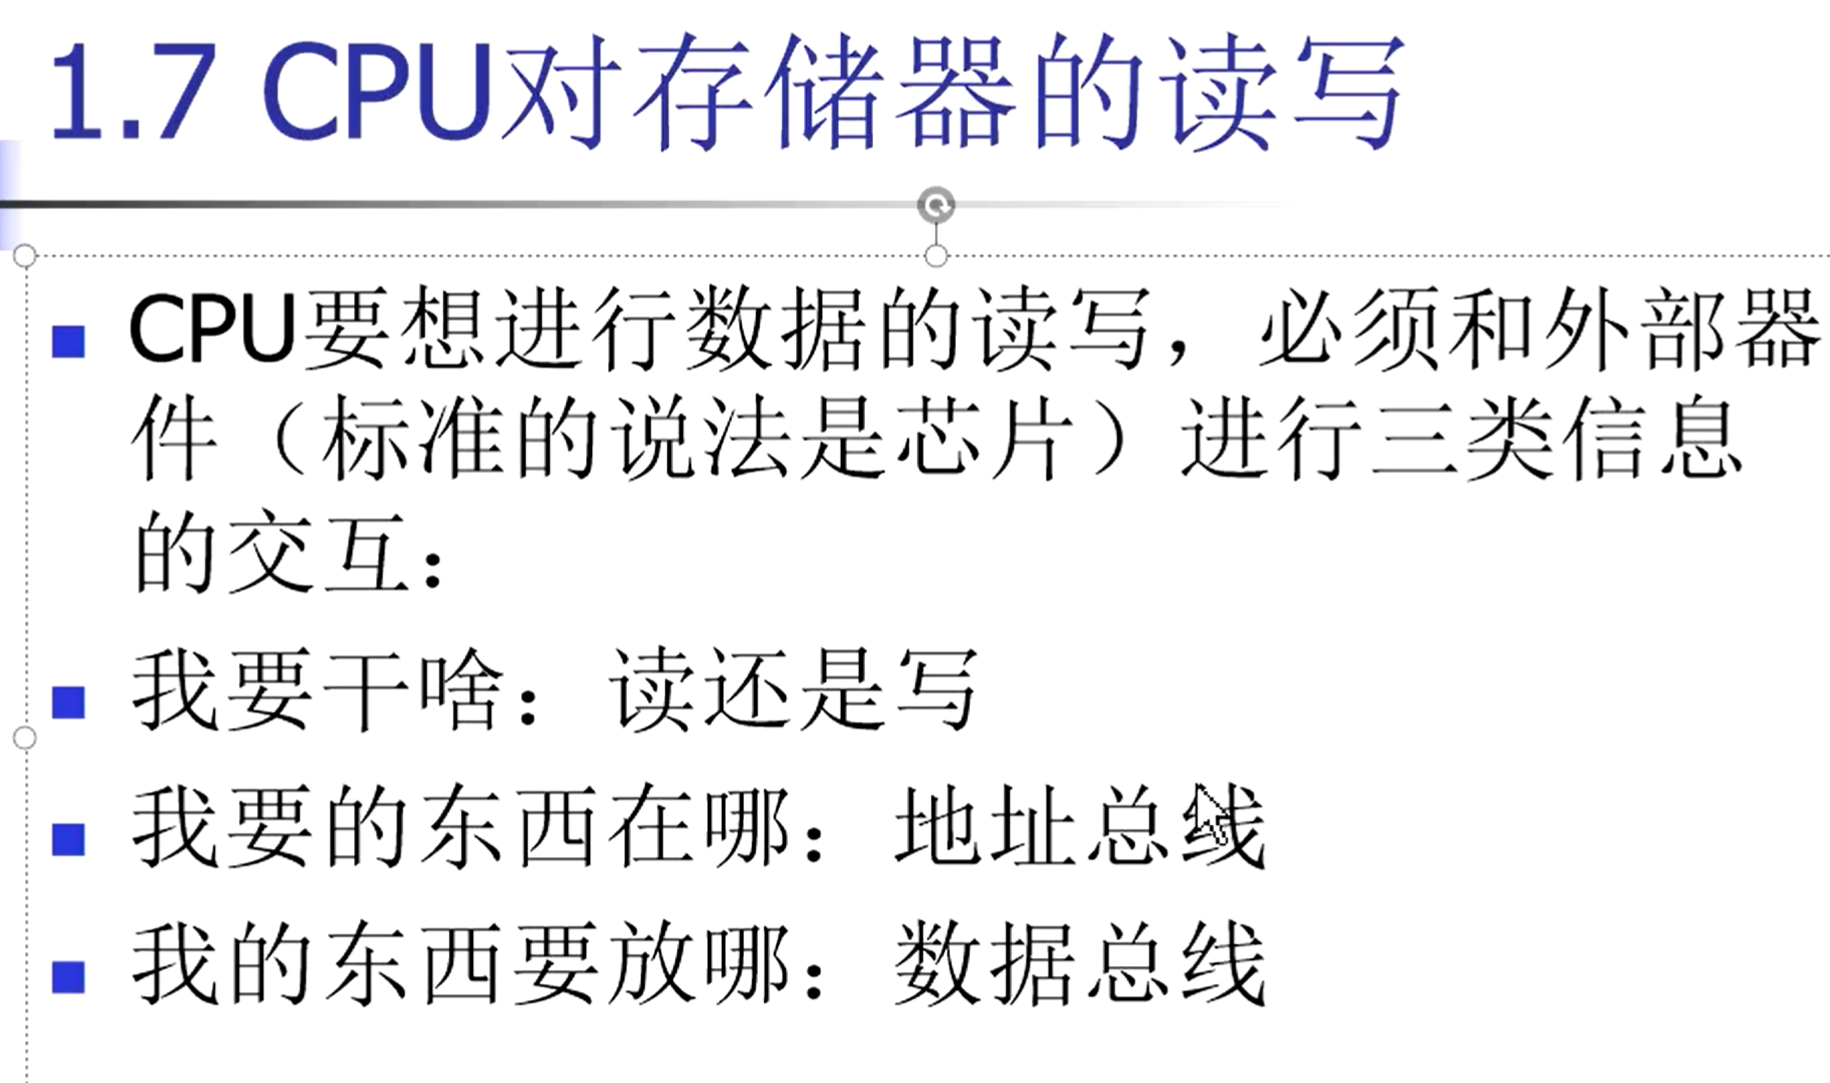 1.7 CPU对存储器的读写
CPU要想进行数据的读写，必须和外部器
件（标准的说法是芯片）进行三类信息
的交互：
我要干啥：读还是写
我要的东西在哪：地址总线
我的东西要放哪：数据总线